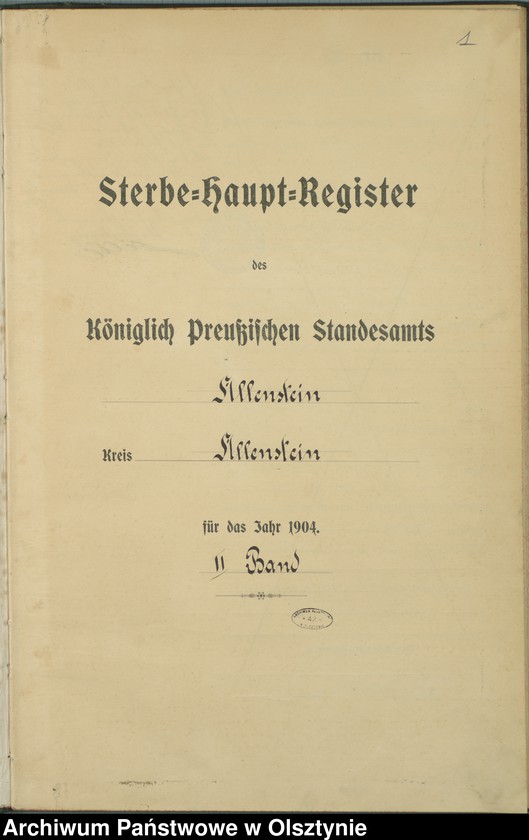 1
Sterbe-Haupt-Register
des
Königlich Preußischen Standesamts
Allenstein
Kreis Allenstein
für das Jahr 1904.
II Band
Archiwum Państwowe w Olsztynie